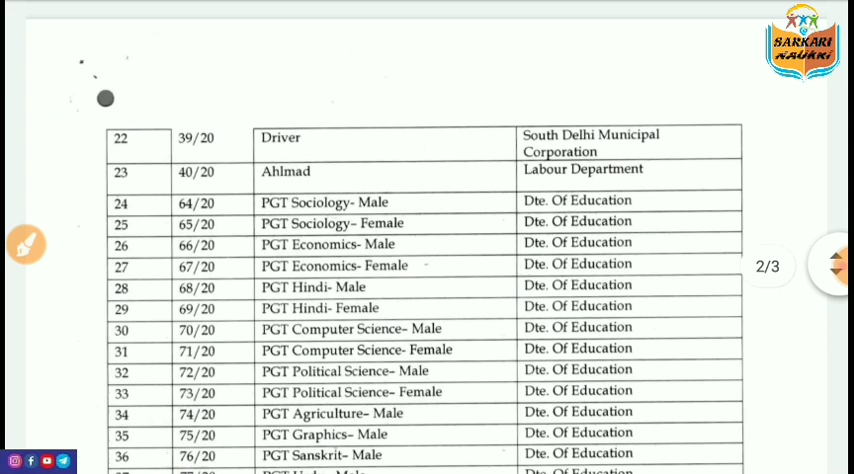 SARKARI
NAUKRI
22 39/20 Driver South Delhi Municipal
Corporation
23 40/20 Ahlmad Labour Department
24 64/20 PGT Sociology- Male Dte. Of Education
25 65/20 PGT Sociology– Female Dte. Of Education
26 66/20 PGT Economics- Male Dte. Of Education
27 67/20 PGT Economics- Female Dte. Of Education
28 68/20 PGT Hindi- Male Dte. Of Education
29 69/20 PGT Hindi- Female Dte. Of Education
30 70/20 PGT Computer Science– Male Dte. Of Education
31 71/20 PGT Computer Science- Female Dte. Of Education
32 72/20 PGT Political Science– Male Dte. Of Education
33 73/20 PGT Political Science– Female Dte. Of Education
34 74/20 PGT Agriculture– Male Dte. Of Education
35 75/20 PGT Graphics– Male Dte. Of Education
36 76/20 PGT Sanskrit– Male Dte. Of Education
2/3